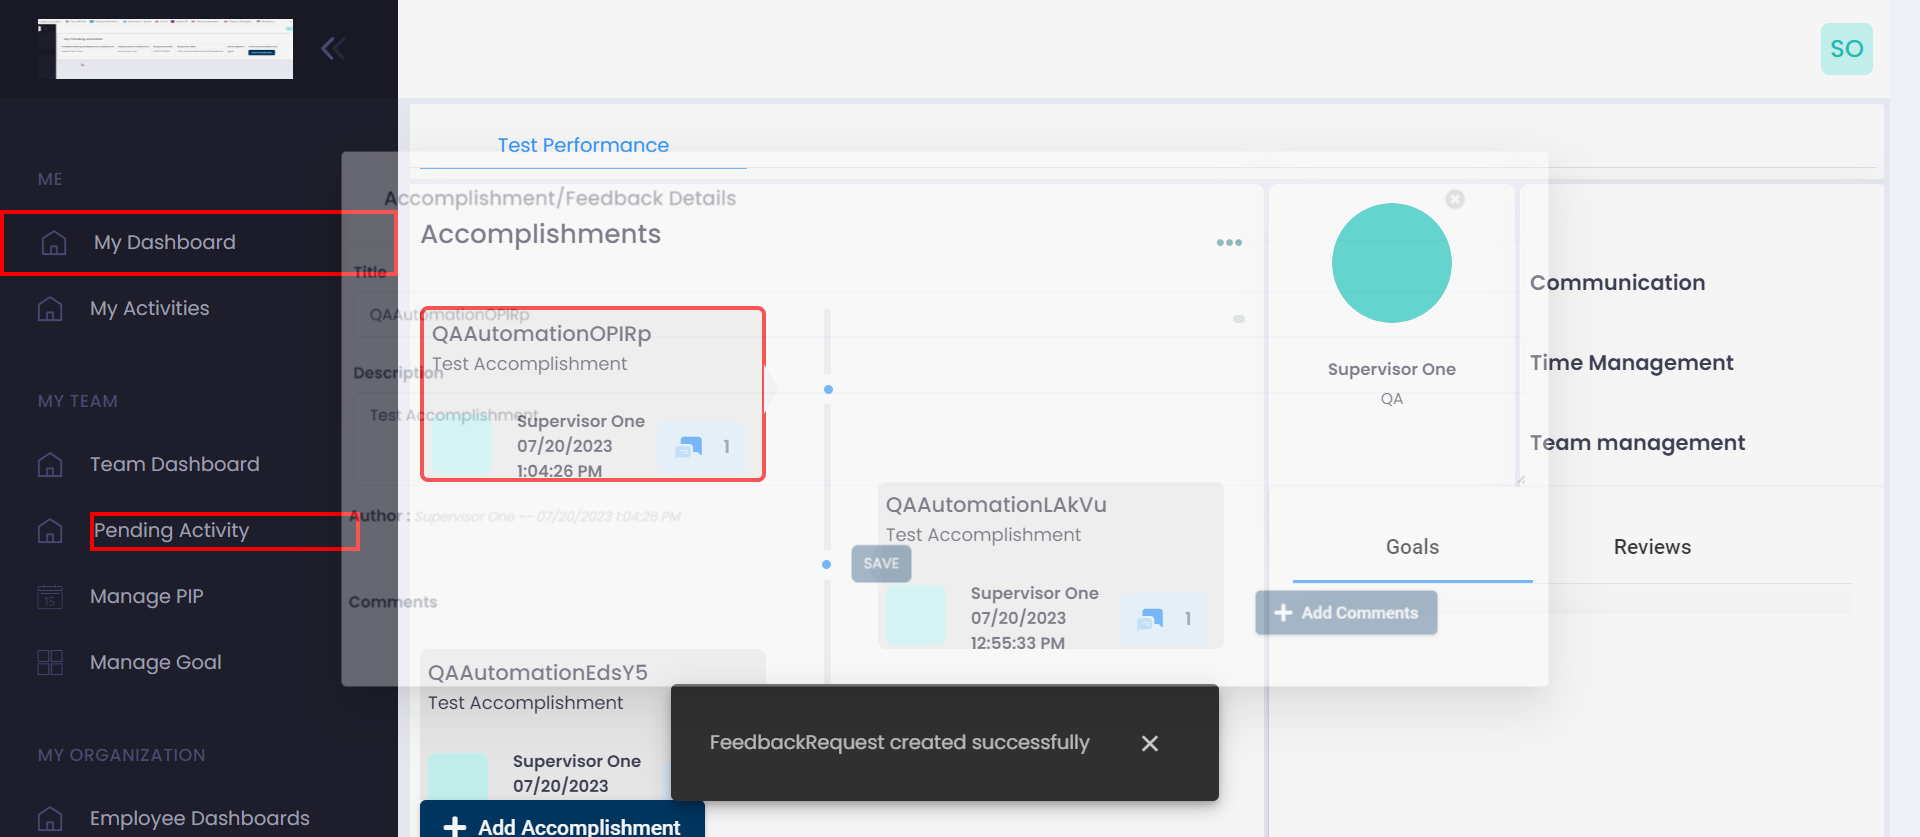 SO
ME
My Dashboard
My Activities
MY TEAM
Team Dashboard
Pending Activity
15
Manage PIP
Manage Goal
MY ORGANIZATION
Employee Dashboards
Test Performance
Accomplishment/Feedback Details
Accomplishments
Title
QAAutomationOPIRp
QAAutomationOPIRp
Test Accomplishment
Description
Test Accomplishment
Supervisor One
07/20/2023
1:04:26 PM
1
Author : Supervisor One -- 07/20/2023 1:04:26 PM
SAVE
Comments
Add Comments
QAAutomationLAkVu
Test Accomplishment
Supervisor One
07/20/2023
12:55:33 PM
1
QAAutomationEdsY5
Test Accomplishment
Supervisor One
07/20/2023
Add Accomplishment
Supervisor One
QA
Communication
Time Management
Team management
Goals
Reviews
FeedbackRequest created successfully